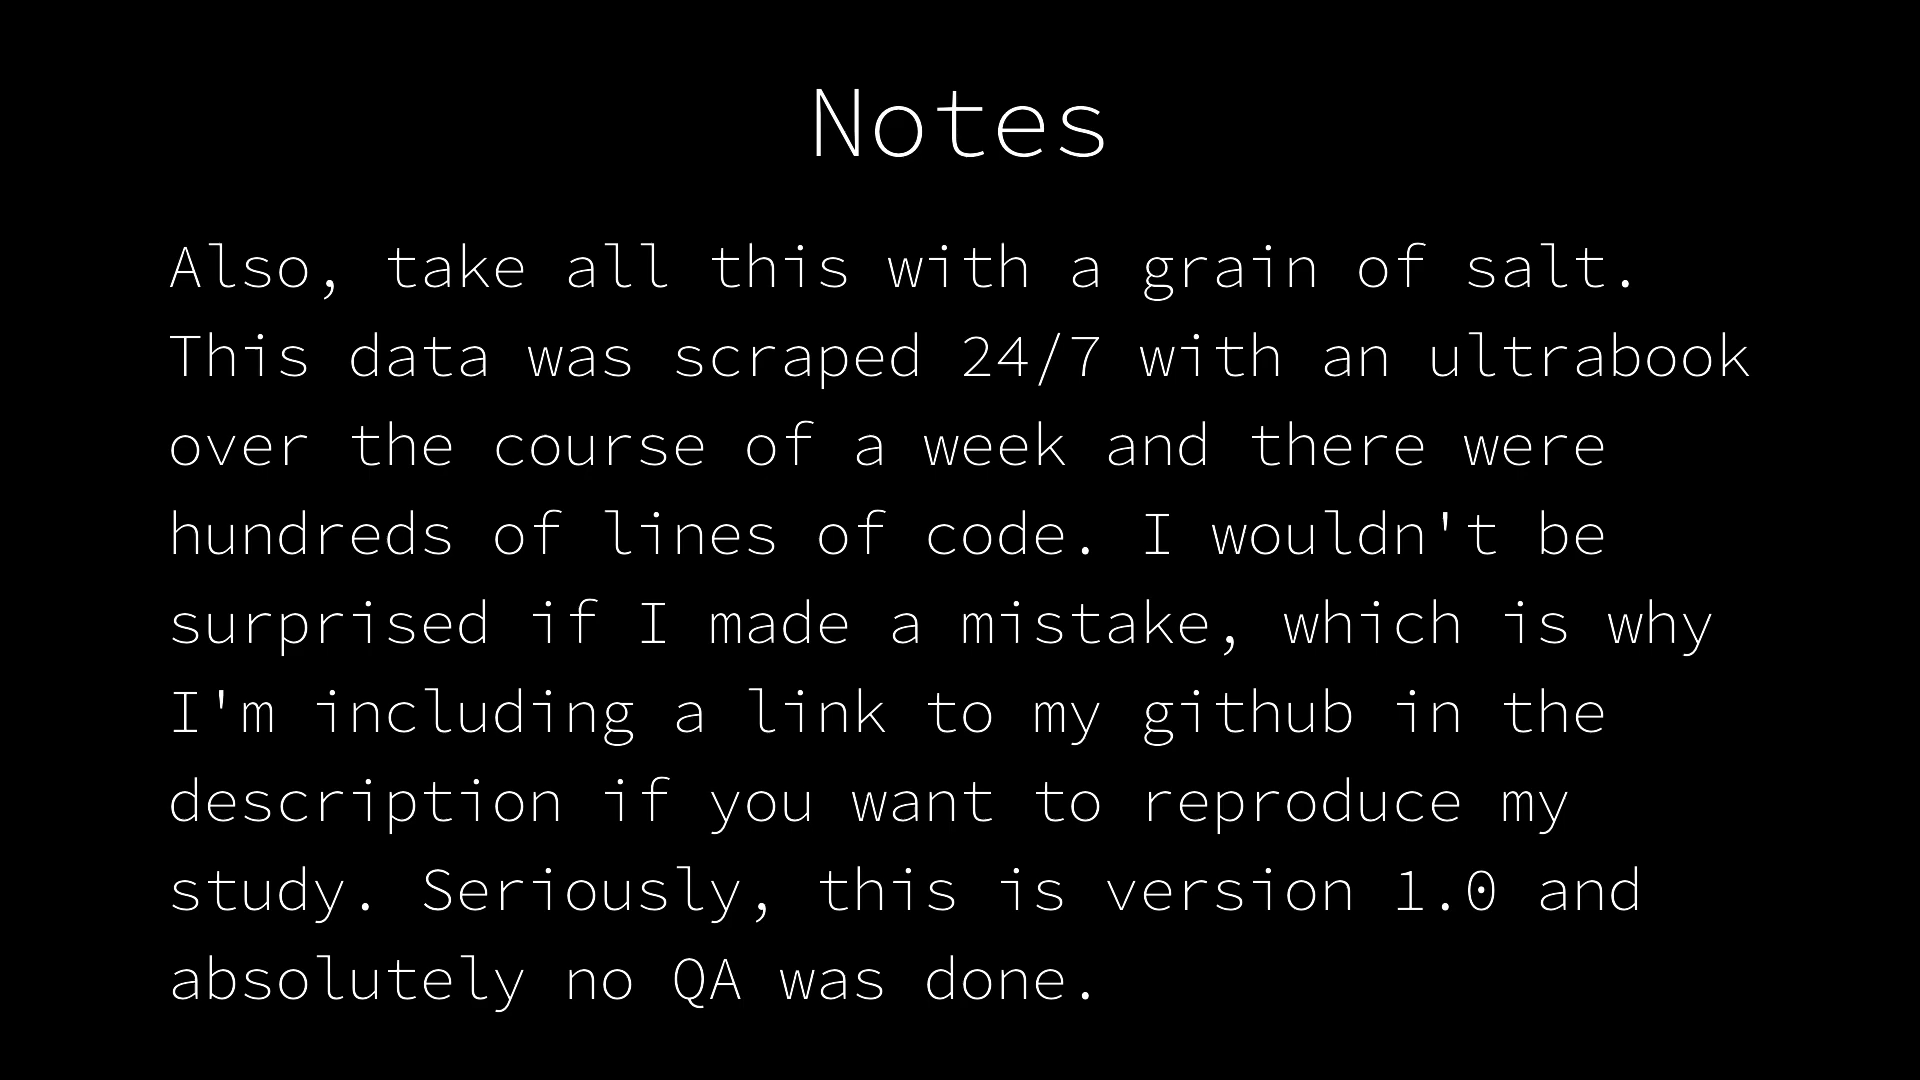 Notes
Also, take all this with a grain of salt.
This data was scraped 24/7 with an ultrabook
over the course of a week and there were
hundreds of lines of code. I wouldn't be
surprised if I made a mistake, which is why
I'm including a link to my github in the
description if you want to reproduce my
study. Seriously, this is version 1.0 and
absolutely no QA was done.